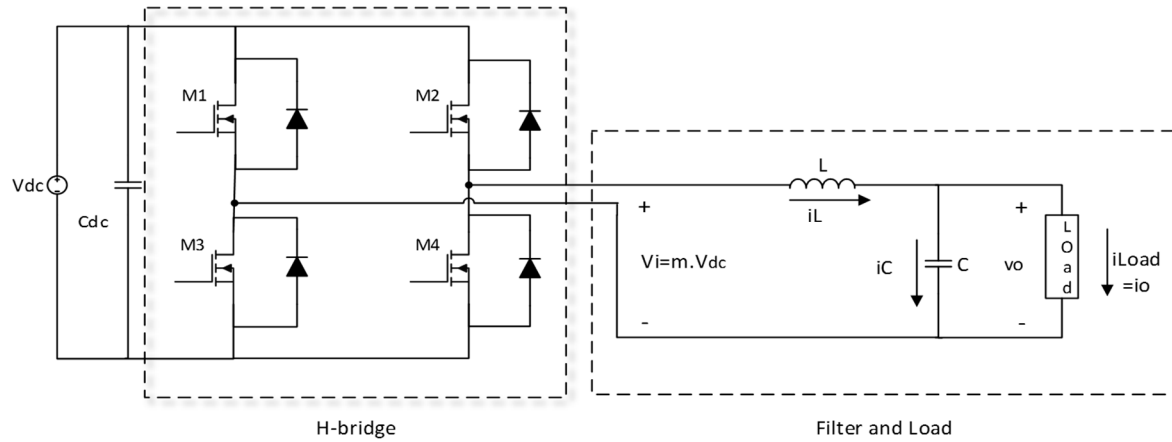 M1
M2
Vdc
+
-
Cdc
M3
M4
L
iL
+
Vi=m.Vdc
-
iC
C
+
vo
-
L
O
a
d
iLoad
=io
H-bridge
Filter and Load